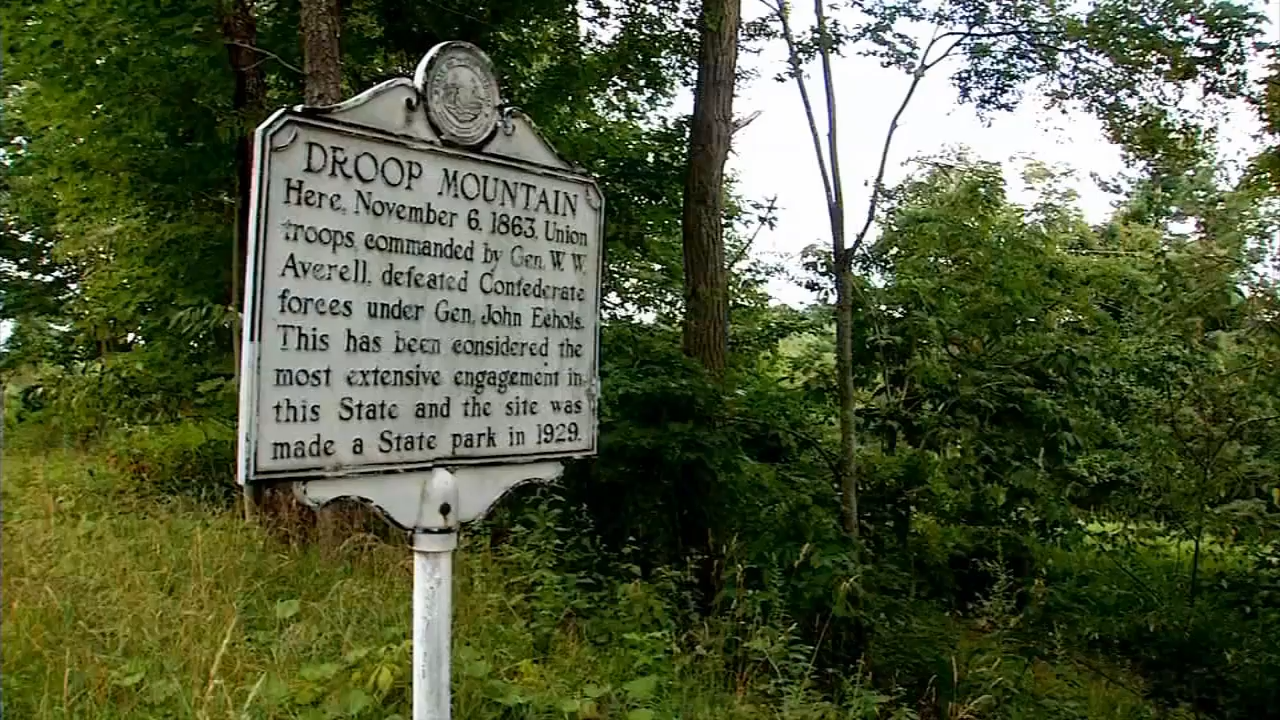 DROOP MOUNTAIN
Here, November 6, 1863, Union
troops, commanded by Gen. W. W.
Averell, defeated Confederate
forces under Gen. John Echols.
This has been considered the
most extensive engagement in
this State and the site was
made a State park in 1929.